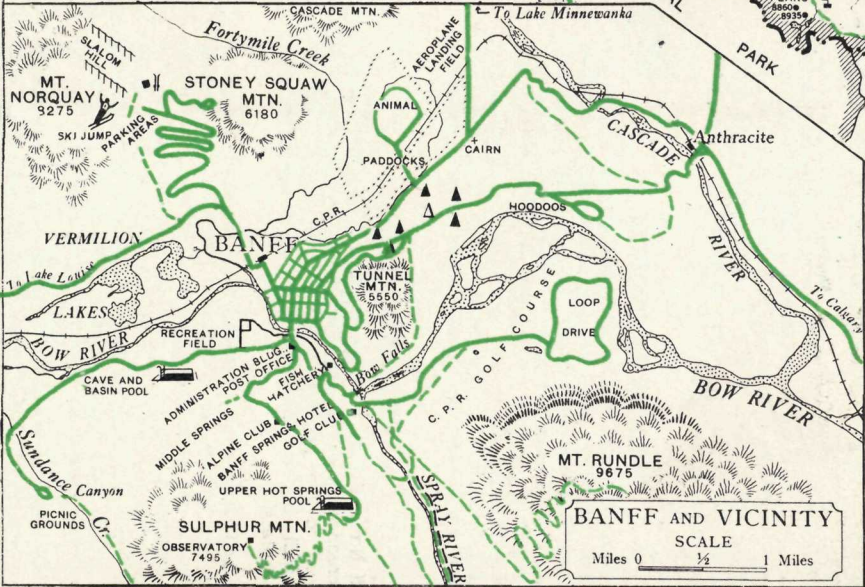 CASCADE MTN.
To Lake Minnewanka
8860
8935
PARK
Fortymile Creek
AEROPLANE
LANDING
FIELD
SLALOM
HILL
MT.
NORQUAY
8275
SKI JUMP
PARKING
AREAS
STONEY SQUAW
MTN.
6180
ANIMAL
PADDOCKS
CAIRN
CASCADE
RIVER
Anthracite
C.P.R.
HOODOOS
VERMILION
LAKES
BANFF
To Lake Louise
TUNNEL
MTN.
5550
LOOP
DRIVE
To Calgary
RECREATION
FIELD
BOW RIVER
Bow Falls
C. P. R. GOLF COURSE
BOW RIVER
CAVE AND
BASIN POOL
ADMINISTRATION BLDG.
POST OFFICE
FISH
HATCHERY
MIDDLE SPRINGS
ALPINE CLUB
BANFF SPRINGS HOTEL
GOLF CLUB
MT. RUNDLE
9675
Sundance Canyon
Cr.
PICNIC
GROUNDS
UPPER HOT SPRINGS
POOL
SULPHUR MTN.
OBSERVATORY
7495
SPRAY RIVER
BANFF AND VICINITY
SCALE
Miles 0 ½ 1 Miles